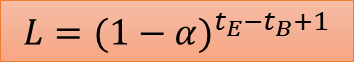 L = (1 − α)^{t_E−t_B+1}